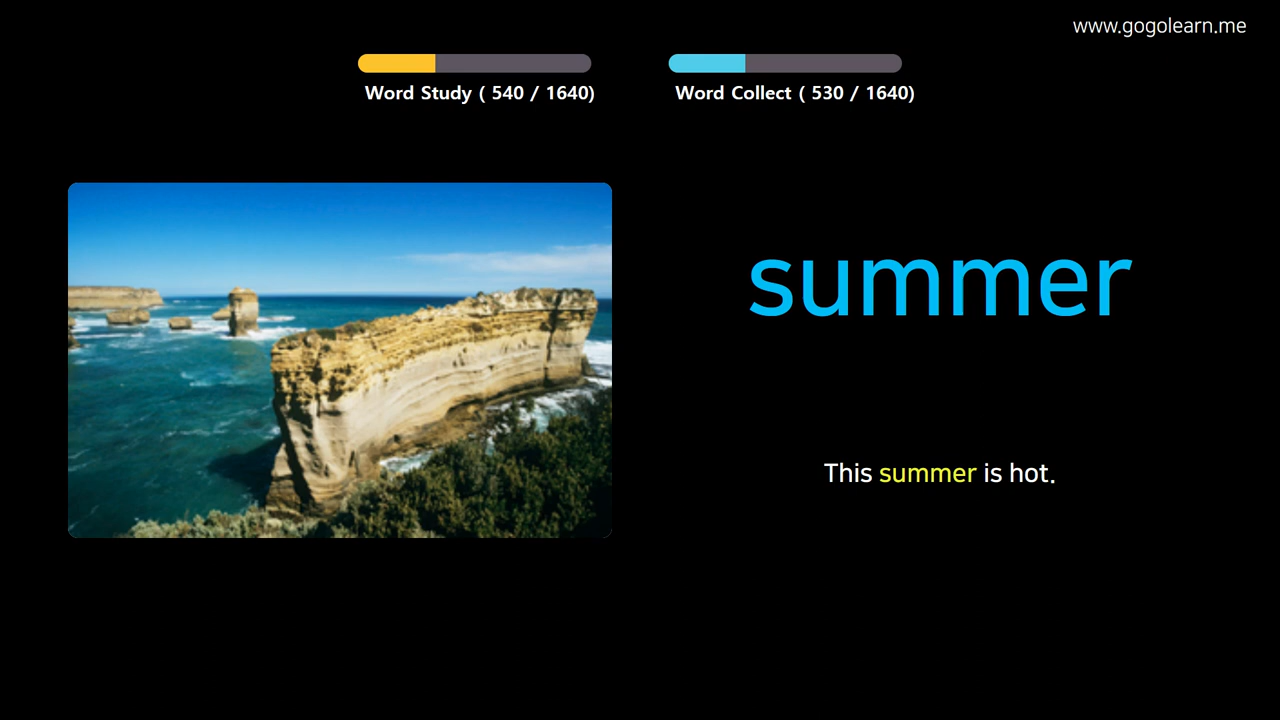 www.gogolearn.me
Word Study ( 540 / 1640)
Word Collect ( 530 / 1640)
summer
This summer is hot.